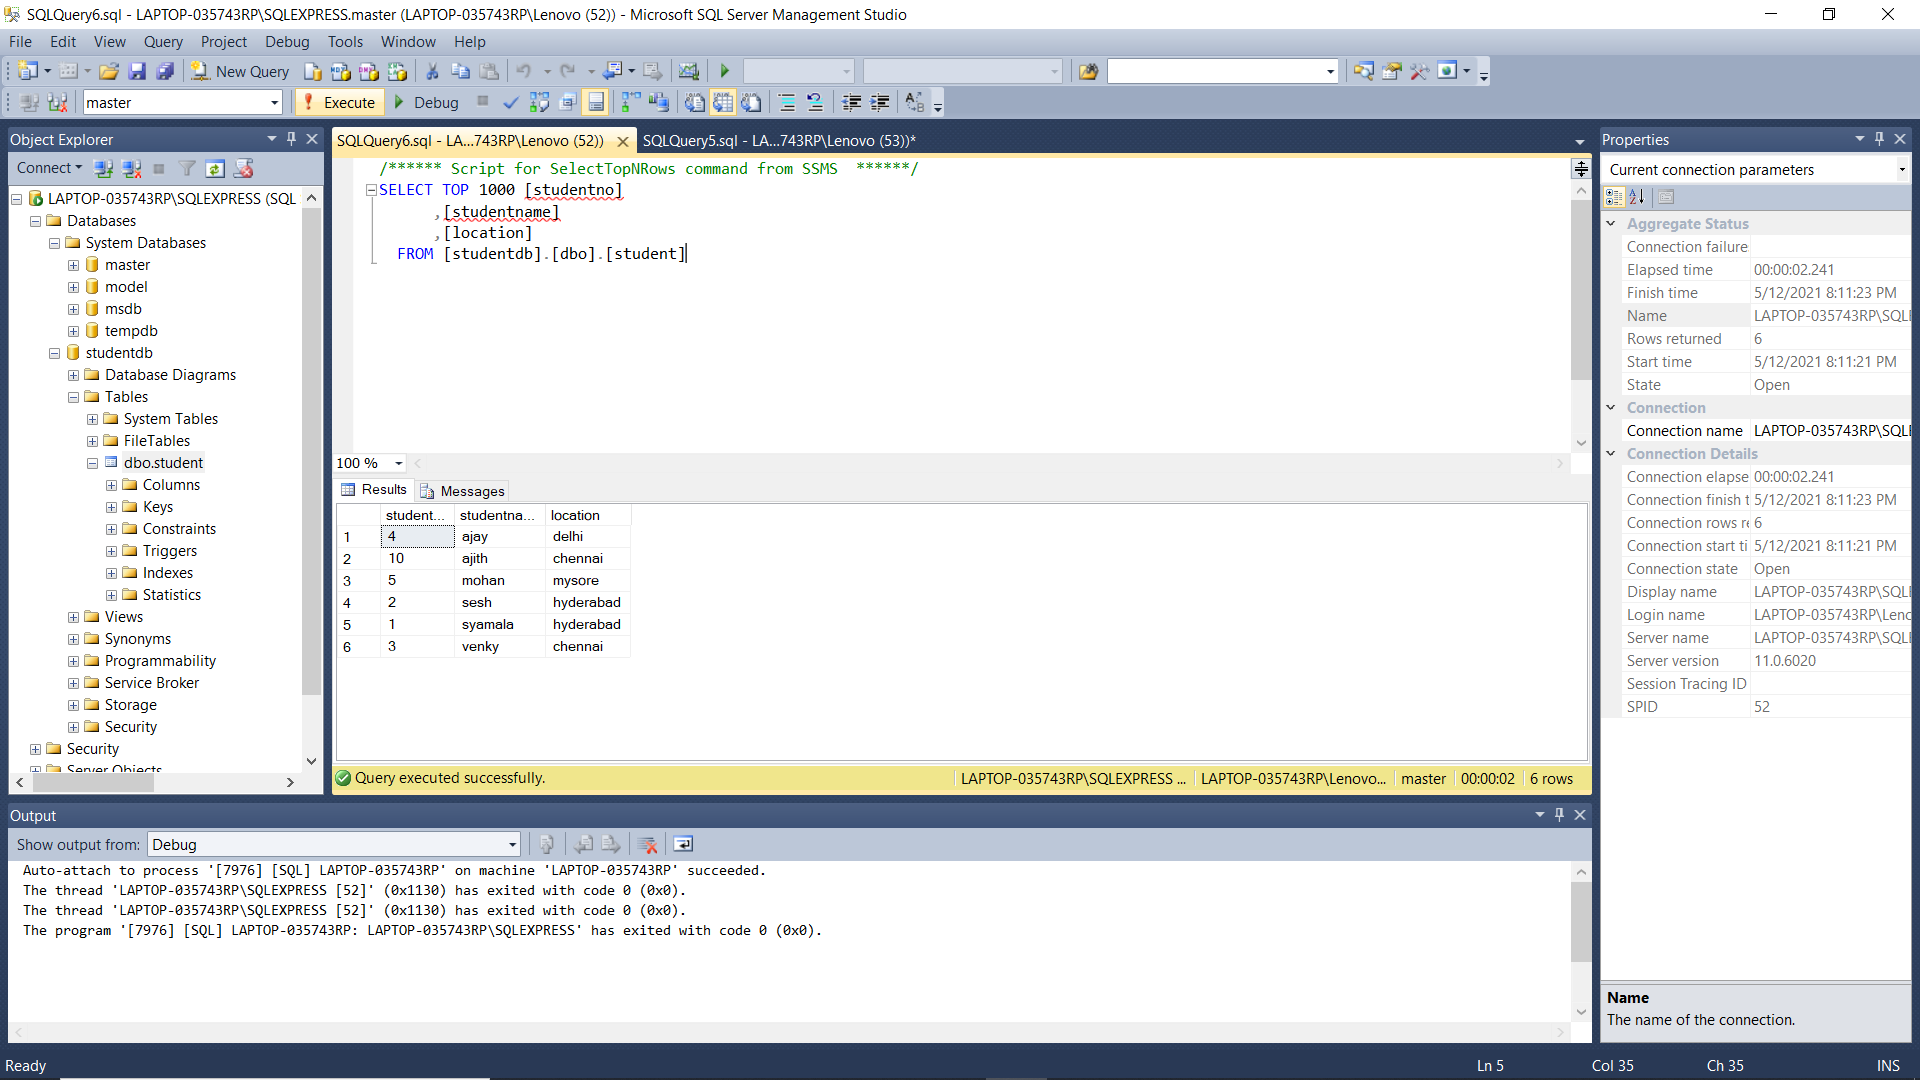 SQLQuery6.sql - LAPTOP-035743RP\SQLEXPRESS.master (LAPTOP-035743RP\Lenovo (52)) - Microsoft SQL Server Management Studio
File Edit View Query Project Debug Tools Window Help
New Query
master Execute Debug
Object Explorer
Connect
LAPTOP-035743RP\SQLEXPRESS (SQL
Databases
System Databases
master
model
msdb
tempdb
studentdb
Database Diagrams
Tables
System Tables
FileTables
dbo.student
Columns
Keys
Constraints
Triggers
Indexes
Statistics
Views
Synonyms
Programmability
Service Broker
Storage
Security
Security
Server Objects
SQLQuery6.sql - LA...743RP\Lenovo (52)) SQLQuery5.sql - LA...743RP\Lenovo (53))*
/****** Script for SelectTopNRows command from SSMS  ******/
SELECT TOP 1000 [studentno]
,[studentname]
,[location]
FROM [studentdb].[dbo].[student]
100 %
Results Messages
student... studentna... location
1 4 ajay delhi
2 10 ajith chennai
3 5 mohan mysore
4 2 sesh hyderabad
5 1 syamala hyderabad
6 3 venky chennai
Query executed successfully. LAPTOP-035743RP\SQLEXPRESS ... LAPTOP-035743RP\Lenovo... master 00:00:02 6 rows
Properties
Current connection parameters
Aggregate Status
Connection failure
Elapsed time 00:00:02.241
Finish time 5/12/2021 8:11:23 PM
Name LAPTOP-035743RP\SQLI
Rows returned 6
Start time 5/12/2021 8:11:21 PM
State Open
Connection
Connection name LAPTOP-035743RP\SQLI
Connection Details
Connection elapse 00:00:02.241
Connection finish t 5/12/2021 8:11:23 PM
Connection rows re 6
Connection start ti 5/12/2021 8:11:21 PM
Connection state Open
Display name LAPTOP-035743RP\SQLI
Login name LAPTOP-035743RP\Lenc
Server name LAPTOP-035743RP\SQLI
Server version 11.0.6020
Session Tracing ID
SPID 52
Name
The name of the connection.
Output
Show output from: Debug
Auto-attach to process '[7976] [SQL] LAPTOP-035743RP' on machine 'LAPTOP-035743RP' succeeded.
The thread 'LAPTOP-035743RP\SQLEXPRESS [52]' (0x1130) has exited with code 0 (0x0).
The thread 'LAPTOP-035743RP\SQLEXPRESS [52]' (0x1130) has exited with code 0 (0x0).
The program '[7976] [SQL] LAPTOP-035743RP: LAPTOP-035743RP\SQLEXPRESS' has exited with code 0 (0x0).
Ready Ln 5 Col 35 Ch 35 INS